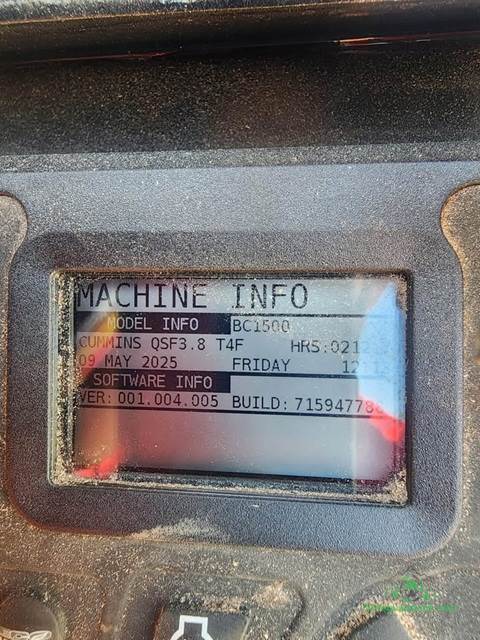 MACHINE INFO
MODEL INFO BC1500
CUMMINS QSF3.8 T4F
09 MAY 2025 FRIDAY
SOFTWARE INFO
VER: 001.004.005 BUILD: